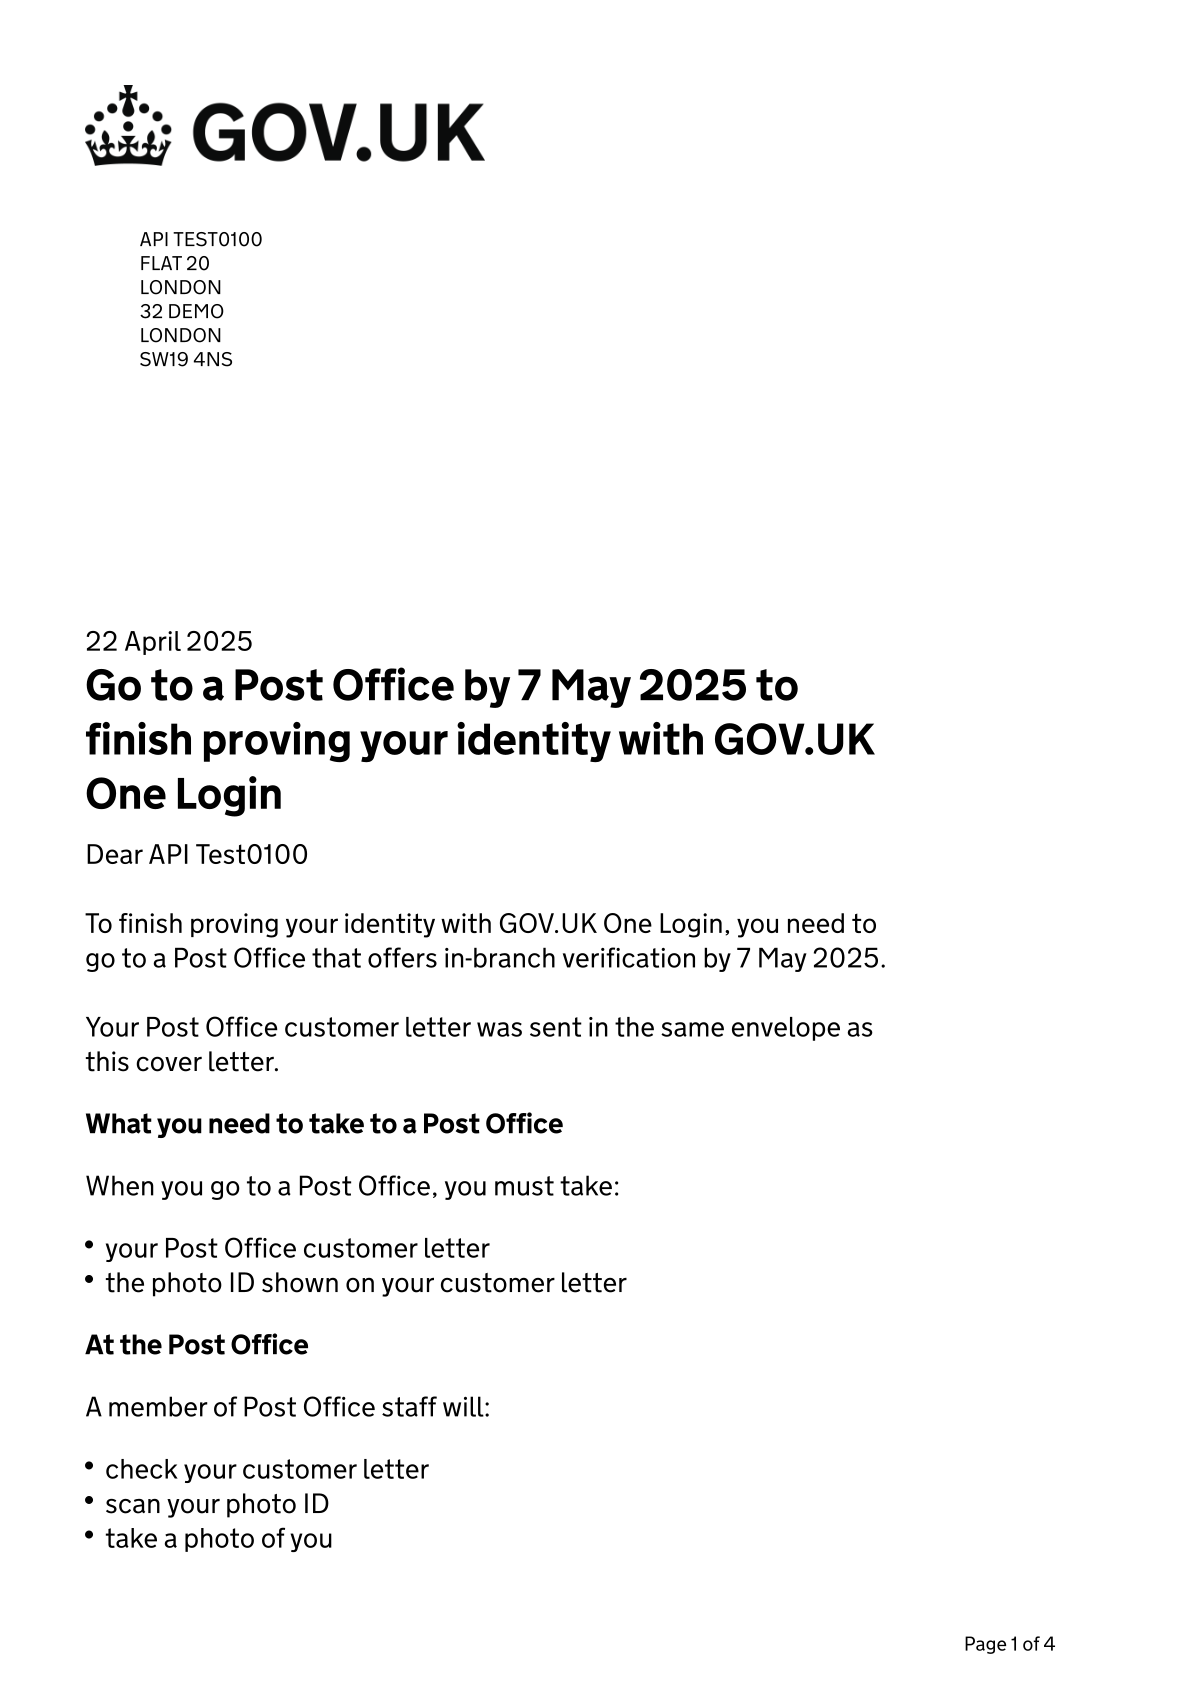 GOV.UK
API TEST0100
FLAT 20
LONDON
32 DEMO
LONDON
SW19 4NS
22 April 2025
Go to a Post Office by 7 May 2025 to
finish proving your identity with GOV.UK
One Login
Dear API Test0100
To finish proving your identity with GOV.UK One Login, you need to
go to a Post Office that offers in-branch verification by 7 May 2025.
Your Post Office customer letter was sent in the same envelope as
this cover letter.
What you need to take to a Post Office
When you go to a Post Office, you must take:
• your Post Office customer letter
• the photo ID shown on your customer letter
At the Post Office
A member of Post Office staff will:
• check your customer letter
• scan your photo ID
• take a photo of you
Page 1 of 4